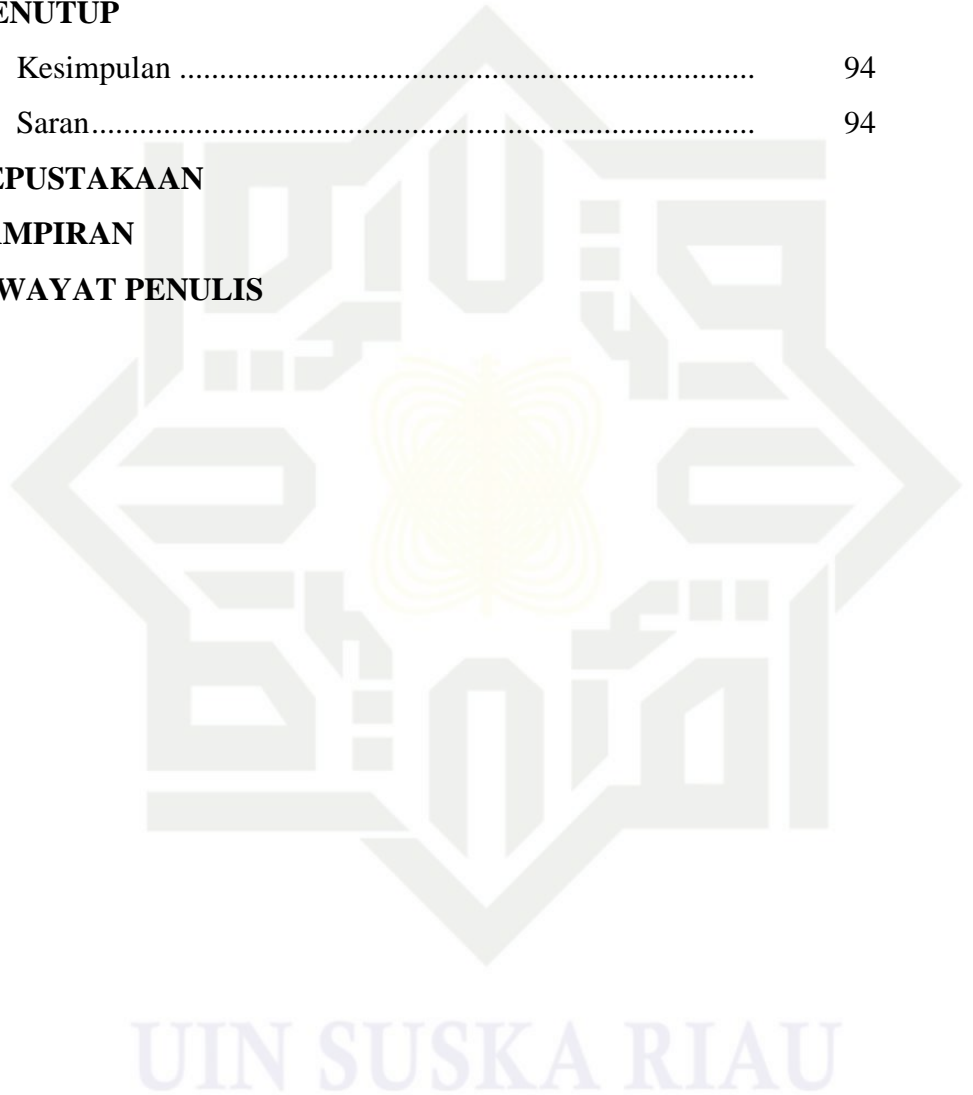 ENUTUP
Kesimpulan ........................................................................ 94
Saran................................................................................... 94
EPUSTAKAAN
AMPIRAN
WAYAT PENULIS
UIN SUSKA RIAU